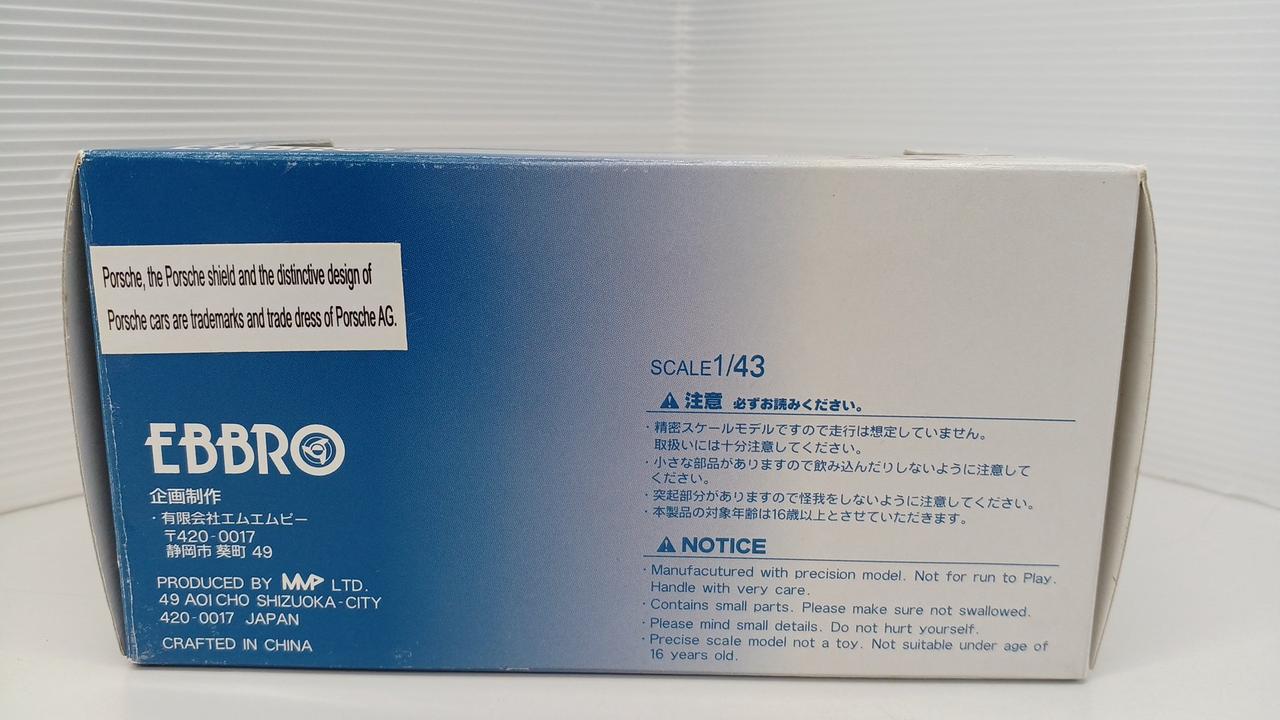 Porsche, the Porsche shield and the distinctive design of
Porsche cars are trademarks and trade dress of Porsche AG.
EBBRO
企画制作
・有限会社エムエムピー
〒420-0017
静岡市 葵町 49
PRODUCED BY MMP LTD.
49 AOI CHO SHIZUOKA-CITY
420-0017 JAPAN
CRAFTED IN CHINA
SCALE1/43
⚠ 注意 必ずお読みください。
・精密スケールモデルですので走行は想定していません。
取扱いには十分注意してください。
・小さな部品がありますので飲み込んだりしないように注意して
ください。
・突起部分がありますので怪我をしないように注意してください。
・本製品の対象年齢は16歳以上とさせていただきます。
⚠ NOTICE
・Manufacutured with precision model. Not for run to Play.
Handle with very care.
・Contains small parts. Please make sure not swallowed.
・Please mind small details. Do not hurt yourself.
・Precise scale model not a toy. Not suitable under age of
16 years old.